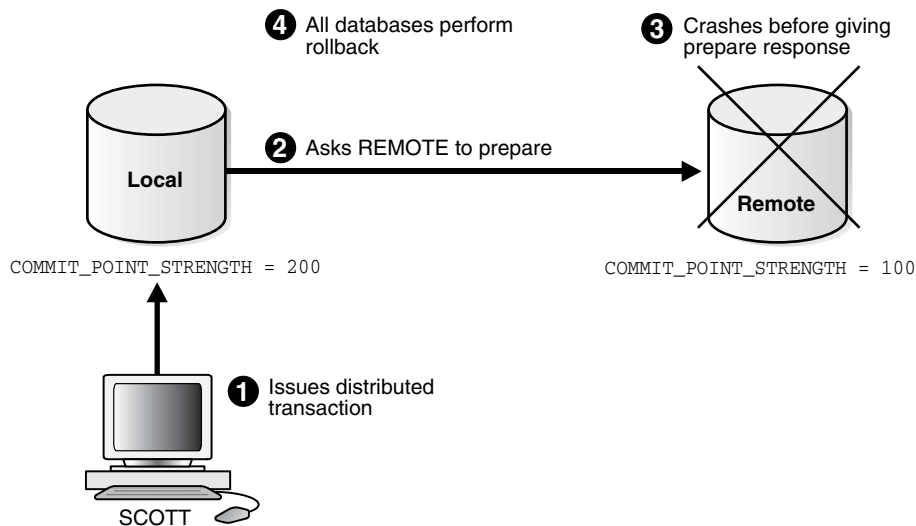 4 All databases perform
rollback
3 Crashes before giving
prepare response
2 Asks REMOTE to prepare
Local
Remote
COMMIT_POINT_STRENGTH = 200
COMMIT_POINT_STRENGTH = 100
1 Issues distributed
transaction
SCOTT